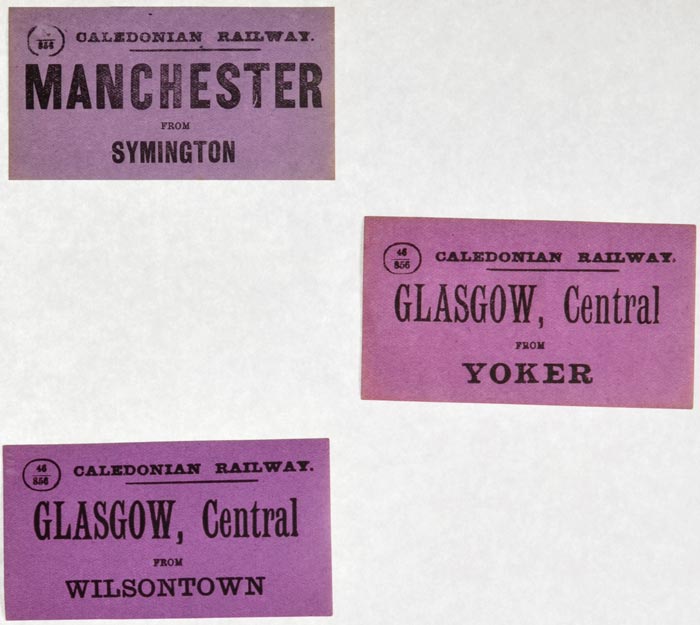 856
CALEDONIAN RAILWAY.
MANCHESTER
FROM
SYMINGTON
46
856
CALEDONIAN RAILWAY.
GLASGOW, Central
FROM
YOKER
46
856
CALEDONIAN RAILWAY.
GLASGOW, Central
FROM
WILSONTOWN